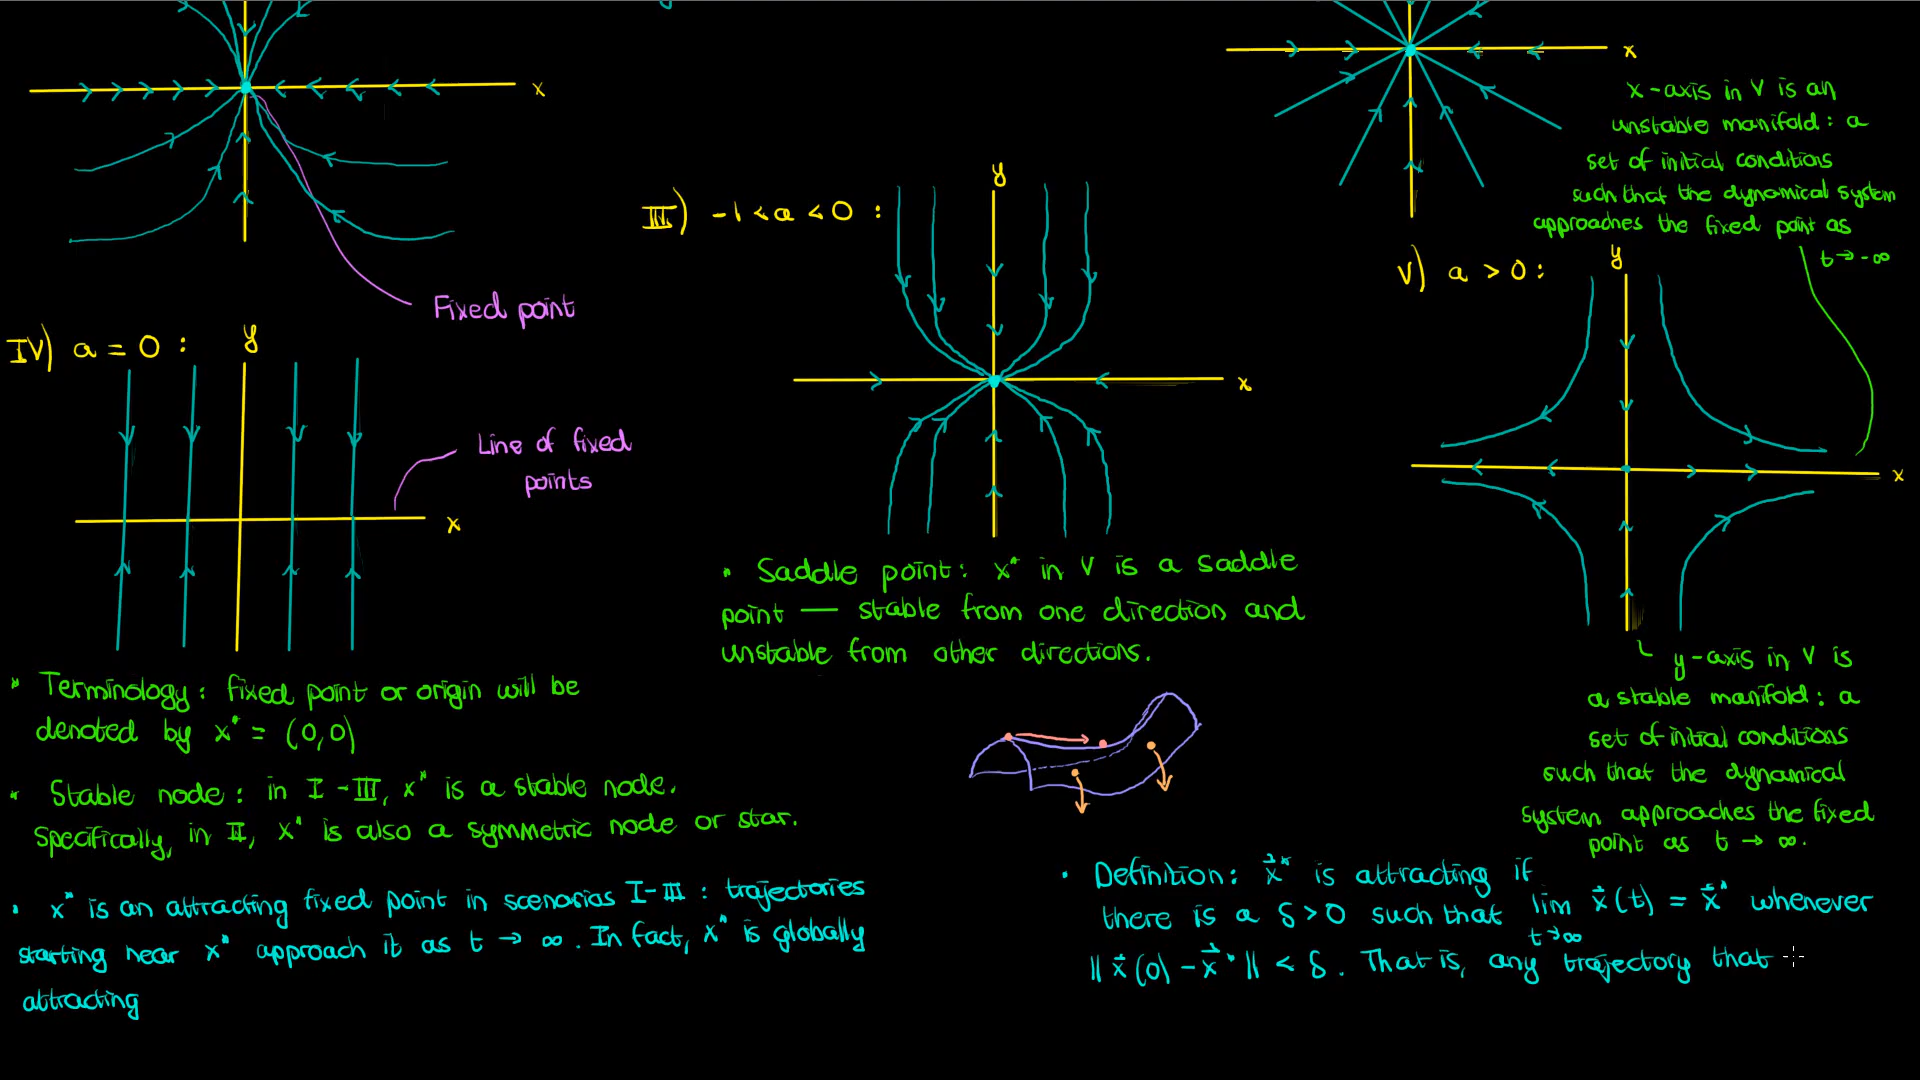 x
Fixed point
IV) a = 0 :
y
Line of fixed
points
x
• Terminology: fixed point or origin will be
denoted by x* = (0,0)
• Stable node: in I - III, x* is a stable node.
Specifically, in II, x* is also a symmetric node or star.
• x* is an attracting fixed point in scenarios I-III : trajectories
starting near x* approach it as t → ∞. In fact, x* is globally
attracting
III) -1 < a < 0 :
y
x
• Saddle point: x* in V is a saddle
point — stable from one direction and
unstable from other directions.
x
x-axis in V is an
unstable manifold: a
set of initial conditions
such that the dynamical system
approaches the fixed point as
t → -∞
V) a > 0 :
y
x
y-axis in V is
a stable manifold: a
set of initial conditions
such that the dynamical
system approaches the fixed
point as t → ∞.
• Definition: x⃗* is attracting if
there is a δ > 0 such that lim t→∞ x⃗(t) = x⃗* whenever
|| x⃗(0) - x⃗* || < δ. That is, any trajectory that